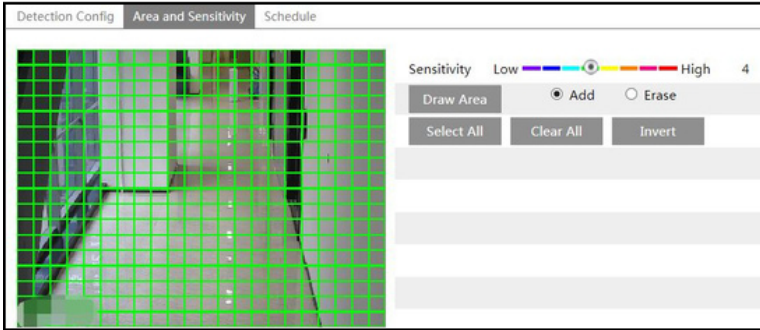 Detection Config Area and Sensitivity Schedule
Sensitivity Low High 4
Draw Area Add Erase
Select All Clear All Invert